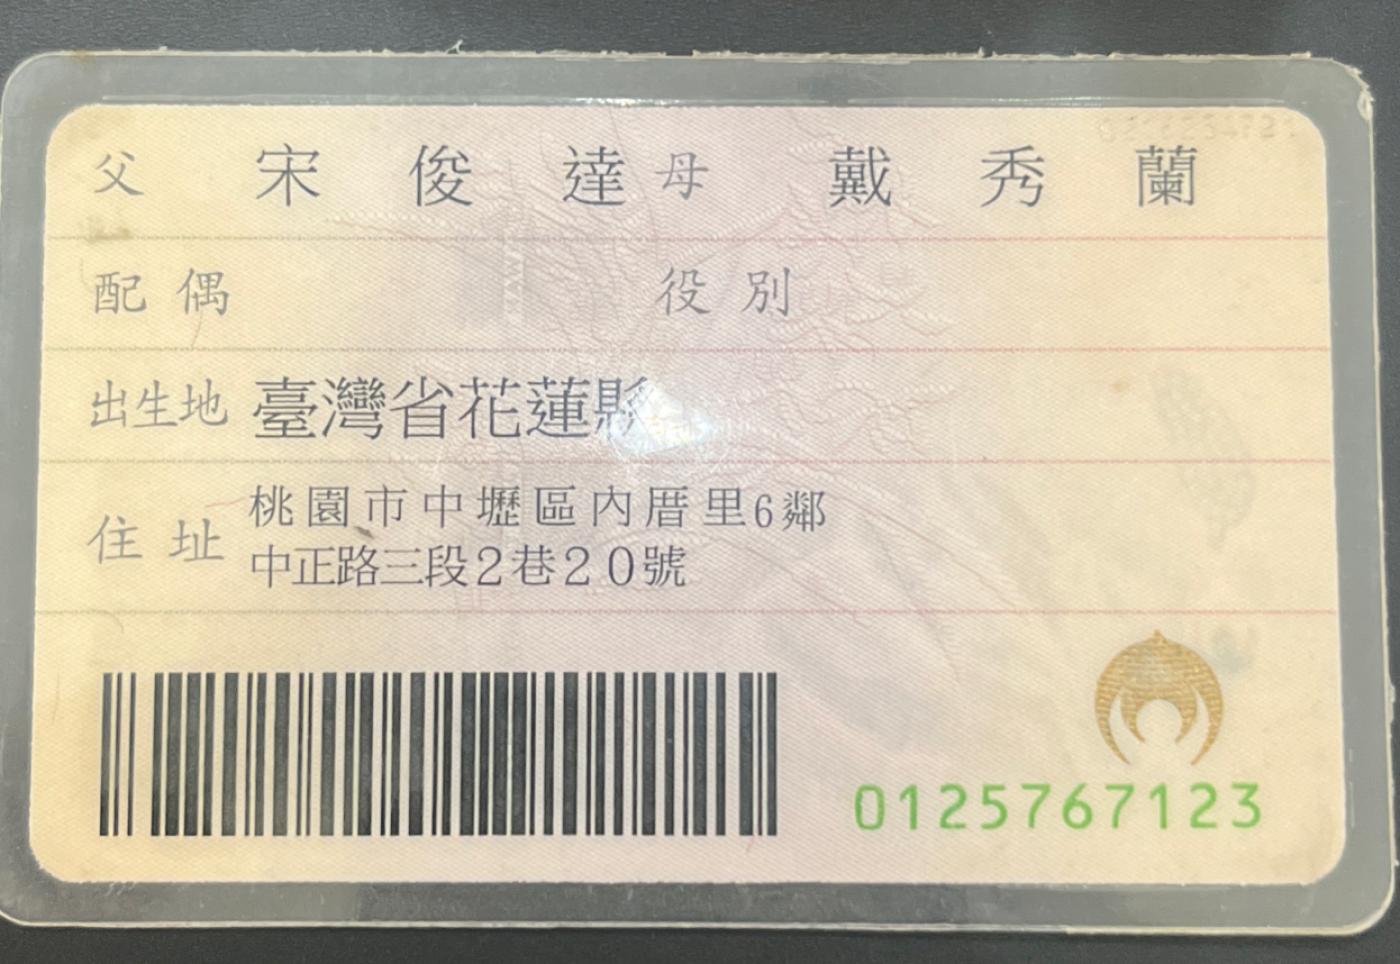 父 宋俊達 母 戴秀蘭
配偶 役別
出生地 臺灣省花蓮縣
住址 桃園市中壢區內厝里6鄰
中正路三段2巷20號
0125767123